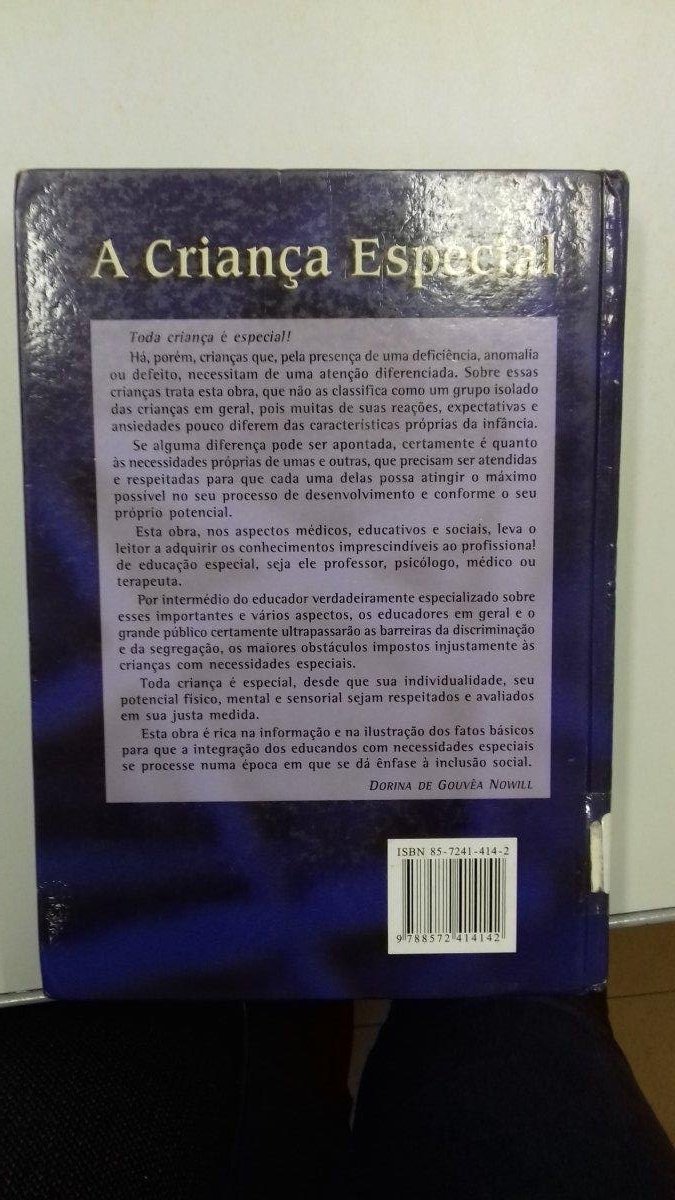 A Criança Especial
Toda criança é especial!
Há, porém, crianças que, pela presença de uma deficiência, anomalia
ou defeito, necessitam de uma atenção diferenciada. Sobre essas
crianças trata esta obra, que não as classifica como um grupo isolado
das crianças em geral, pois muitas de suas reações, expectativas e
ansiedades pouco diferem das características próprias da infância.
Se alguma diferença pode ser apontada, certamente é quanto
às necessidades próprias de umas e outras, que precisam ser atendidas
e respeitadas para que cada uma delas possa atingir o máximo
possível no seu processo de desenvolvimento e conforme o seu
próprio potencial.
Esta obra, nos aspectos médicos, educativos e sociais, leva o
leitor a adquirir os conhecimentos imprescindíveis ao profissional
de educação especial, seja ele professor, psicólogo, médico ou
terapeuta.
Por intermédio do educador verdadeiramente especializado sobre
esses importantes e vários aspectos, os educadores em geral e o
grande público certamente ultrapassarão as barreiras da discriminação
e da segregação, os maiores obstáculos impostos injustamente às
crianças com necessidades especiais.
Toda criança é especial, desde que sua individualidade, seu
potencial físico, mental e sensorial sejam respeitados e avaliados
em sua justa medida.
Esta obra é rica na informação e na ilustração dos fatos básicos
para que a integração dos educandos com necessidades especiais
se processe numa época em que se dá ênfase à inclusão social.
DORINA DE GOUVÊA NOWILL
ISBN 85-7241-414-2
9 788572 414142